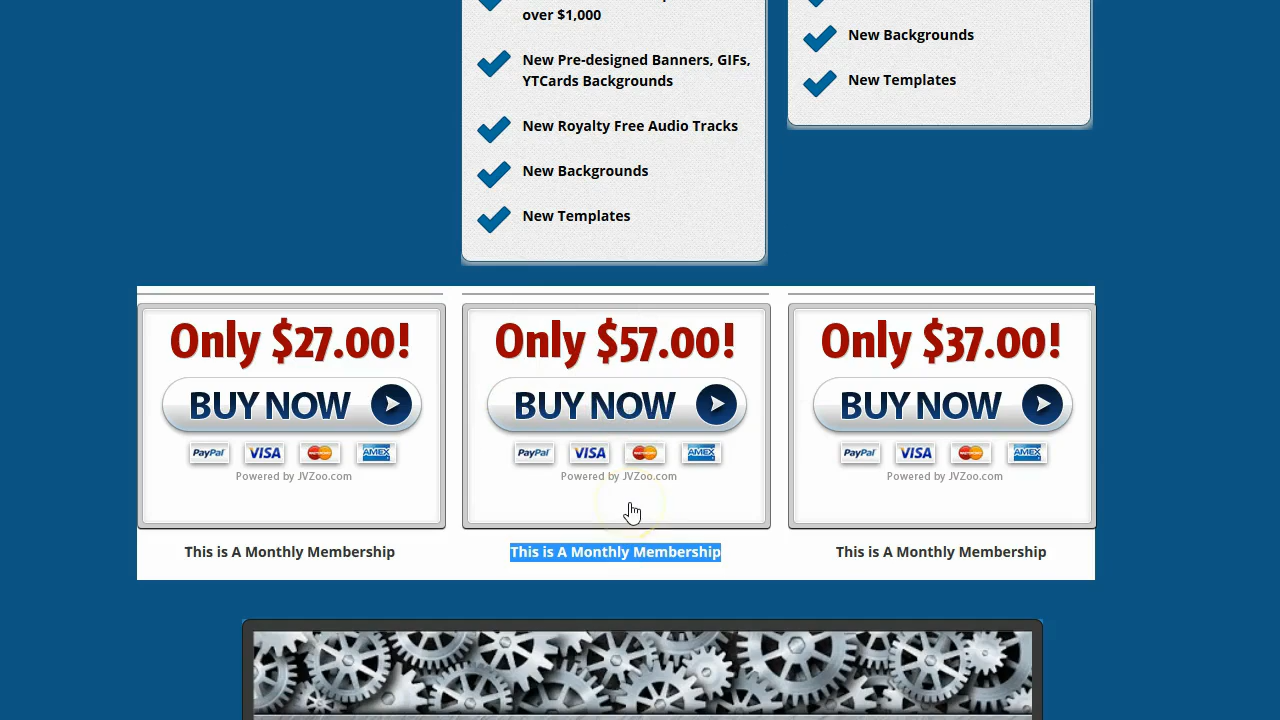 over $1,000
New Pre-designed Banners, GIFs,
YTCards Backgrounds
New Royalty Free Audio Tracks
New Backgrounds
New Templates
New Backgrounds
New Templates
Only $27.00!
BUY NOW
PayPal VISA MasterCard AMEX
Powered by JVZoo.com
This is A Monthly Membership
Only $57.00!
BUY NOW
PayPal VISA MasterCard AMEX
Powered by JVZoo.com
This is A Monthly Membership
Only $37.00!
BUY NOW
PayPal VISA MasterCard AMEX
Powered by JVZoo.com
This is A Monthly Membership